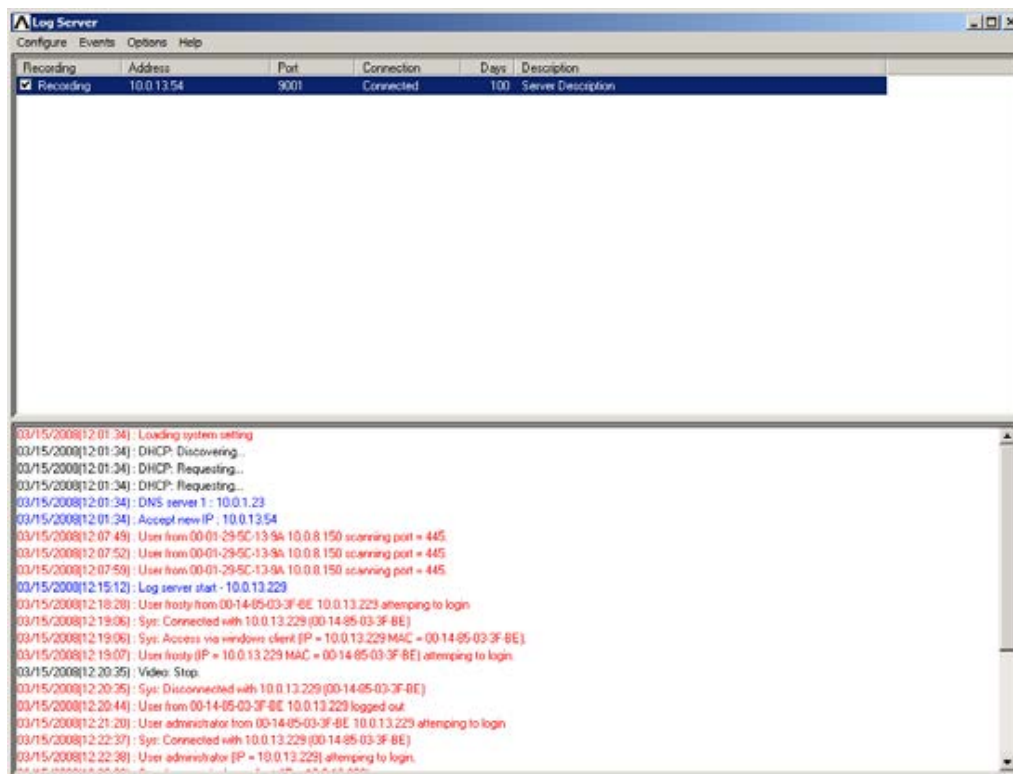 Log Server
Configure Events Options Help
Recording Address Port Connection Days Description
Recording 10.0.13.54 9001 Connected 100 Server Description
03/15/2008(12:01:34) : Loading system setting
03/15/2008(12:01:34) : DHCP: Discovering...
03/15/2008(12:01:34) : DHCP: Requesting...
03/15/2008(12:01:34) : DHCP: Requesting...
03/15/2008(12:01:34) : DNS server 1 : 10.0.1.23
03/15/2008(12:01:34) : Accept new IP : 10.0.13.54
03/15/2008(12:07:49) : User from 00-01-29-5C-13-9A 10.0.8.150 scanning port = 445.
03/15/2008(12:07:52) : User from 00-01-29-5C-13-9A 10.0.8.150 scanning port = 445.
03/15/2008(12:07:59) : User from 00-01-29-5C-13-9A 10.0.8.150 scanning port = 445.
03/15/2008(12:15:12) : Log server start - 10.0.13.229
03/15/2008(12:18:28) : User frosty from 00-14-85-03-3F-BE 10.0.13.229 attemping to login
03/15/2008(12:19:06) : Sys: Connected with 10.0.13.229 (00-14-85-03-3F-BE)
03/15/2008(12:19:06) : Sys: Access via windows client (IP = 10.0.13.229 MAC = 00-14-85-03-3F-BE).
03/15/2008(12:19:07) : User frosty (IP = 10.0.13.229 MAC = 00-14-85-03-3F-BE) attemping to login.
03/15/2008(12:20:35) : Video: Stop.
03/15/2008(12:20:35) : Sys: Disconnected with 10.0.13.229 (00-14-85-03-3F-BE)
03/15/2008(12:20:44) : User from 00-14-85-03-3F-BE 10.0.13.229 logged out
03/15/2008(12:21:20) : User administrator from 00-14-85-03-3F-BE 10.0.13.229 attemping to login
03/15/2008(12:22:37) : Sys: Connected with 10.0.13.229 (00-14-85-03-3F-BE)
03/15/2008(12:22:38) : User administrator (IP = 10.0.13.229) attemping to login.